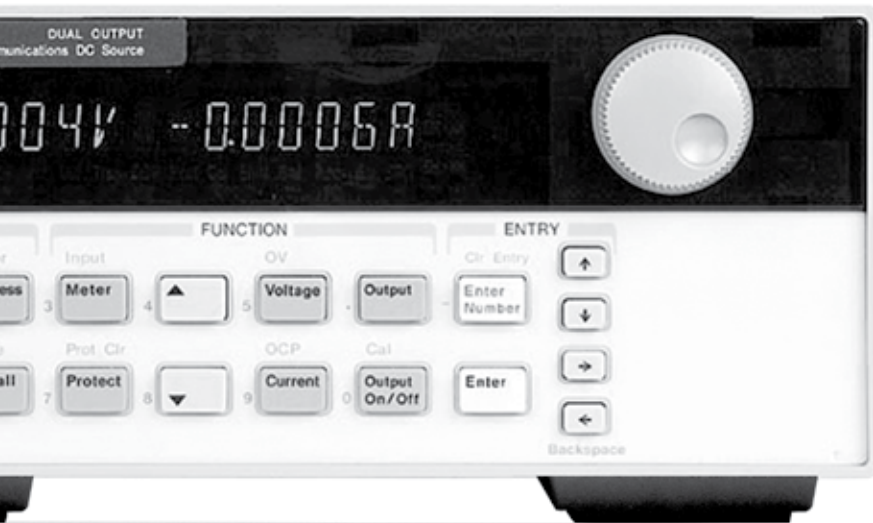 DUAL OUTPUT
munications DC Source
004V -0.0006A
FUNCTION ENTRY
r Input OV Clr Entry
ess 3 Meter 4 5 Voltage . Output - Enter
Number
e Prot Clr OCP Cal
all 7 Protect 8 9 Current 0 Output
On/Off Enter
Backspace